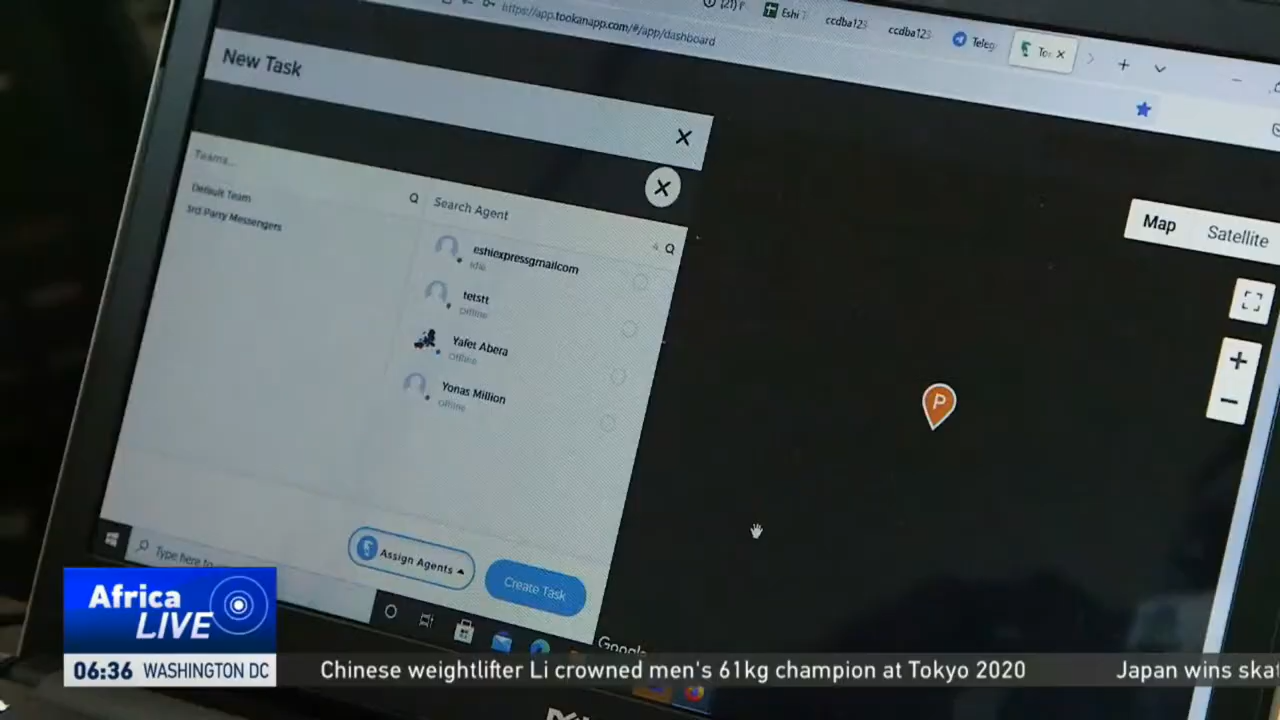 https://app.tookanapp.com/#/app/dashboard
Eshi T
ccdba123
ccdba123
Teleg
New Task
Teams...
Default Team
3rd Party Messengers
Search Agent
4
eshiexpressgmailcom
Idle
tetstt
Offline
Yafet Abera
Offline
Yonas Million
Offline
Assign Agents
Create Task
Map
Satellite
+
−
P
Type here to
Google
Africa
LIVE
06:36 WASHINGTON DC
Chinese weightlifter Li crowned men's 61kg champion at Tokyo 2020
Japan wins